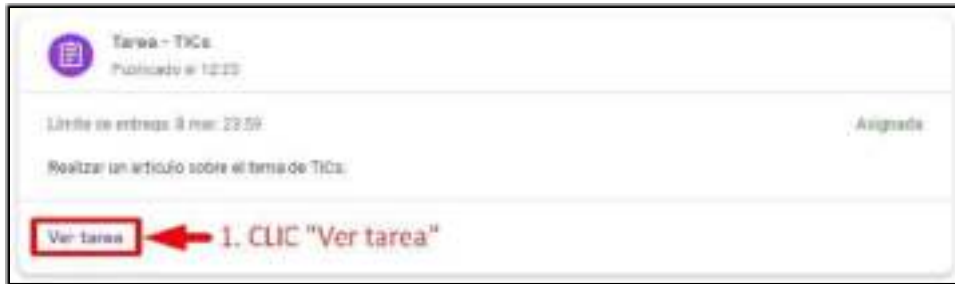 Tarea - TICs
Publicado a 12:23
Límite de entrega: 8 mar. 23:59
Asignada
Realizar un artículo sobre el tema de TICs.
Ver tarea
1. CLIC "Ver tarea"